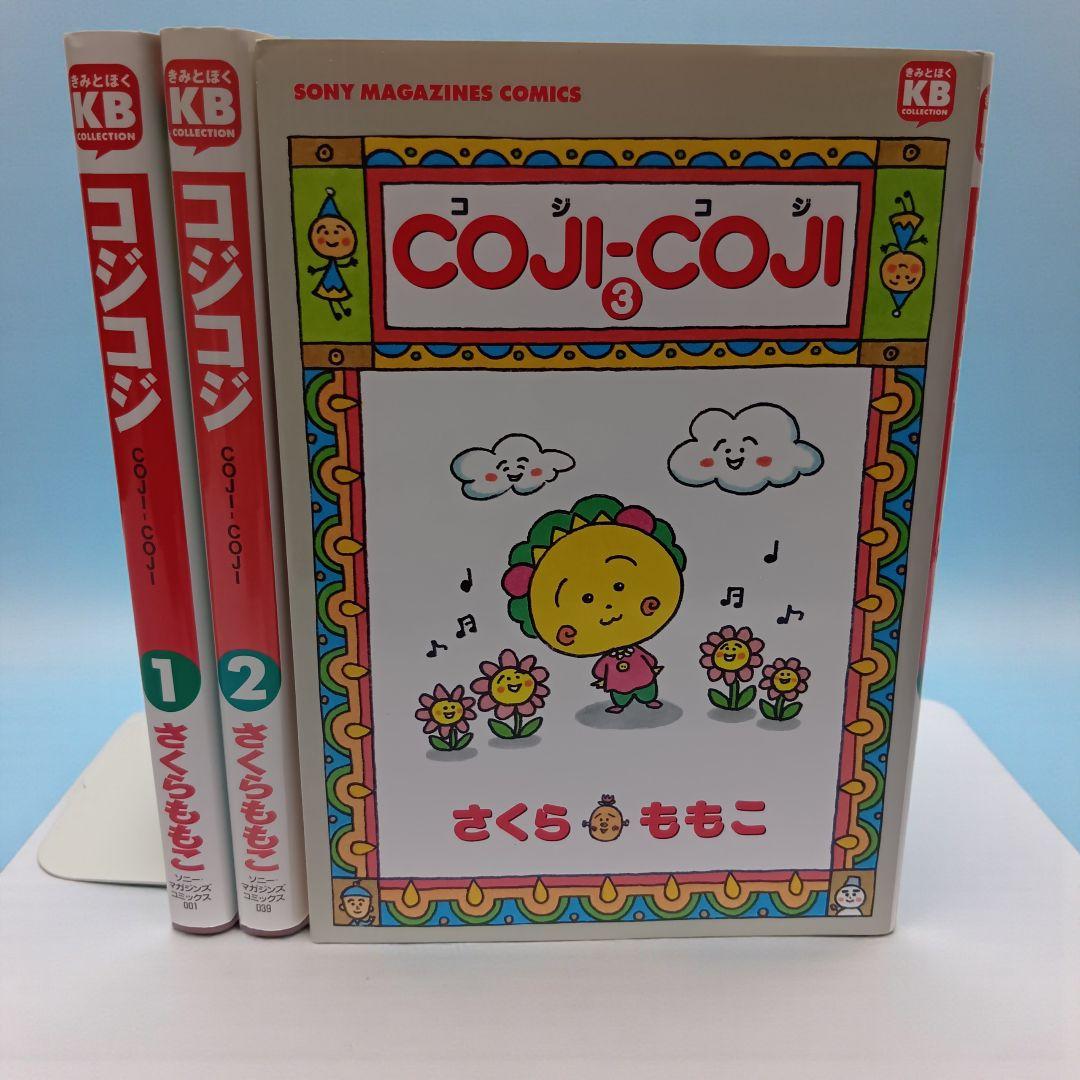 きみとぼく
KB
COLLECTION
コジコジ
COJI-COJI
1
さくらももこ
ソニー・
マガジンズ
コミックス
001
きみとぼく
KB
COLLECTION
コジコジ
COJI-COJI
2
さくらももこ
ソニー・
マガジンズ
コミックス
039
SONY MAGAZINES COMICS
きみとぼく
KB
COLLECTION
コジコジ
COJI-COJI
3
さくらももこ